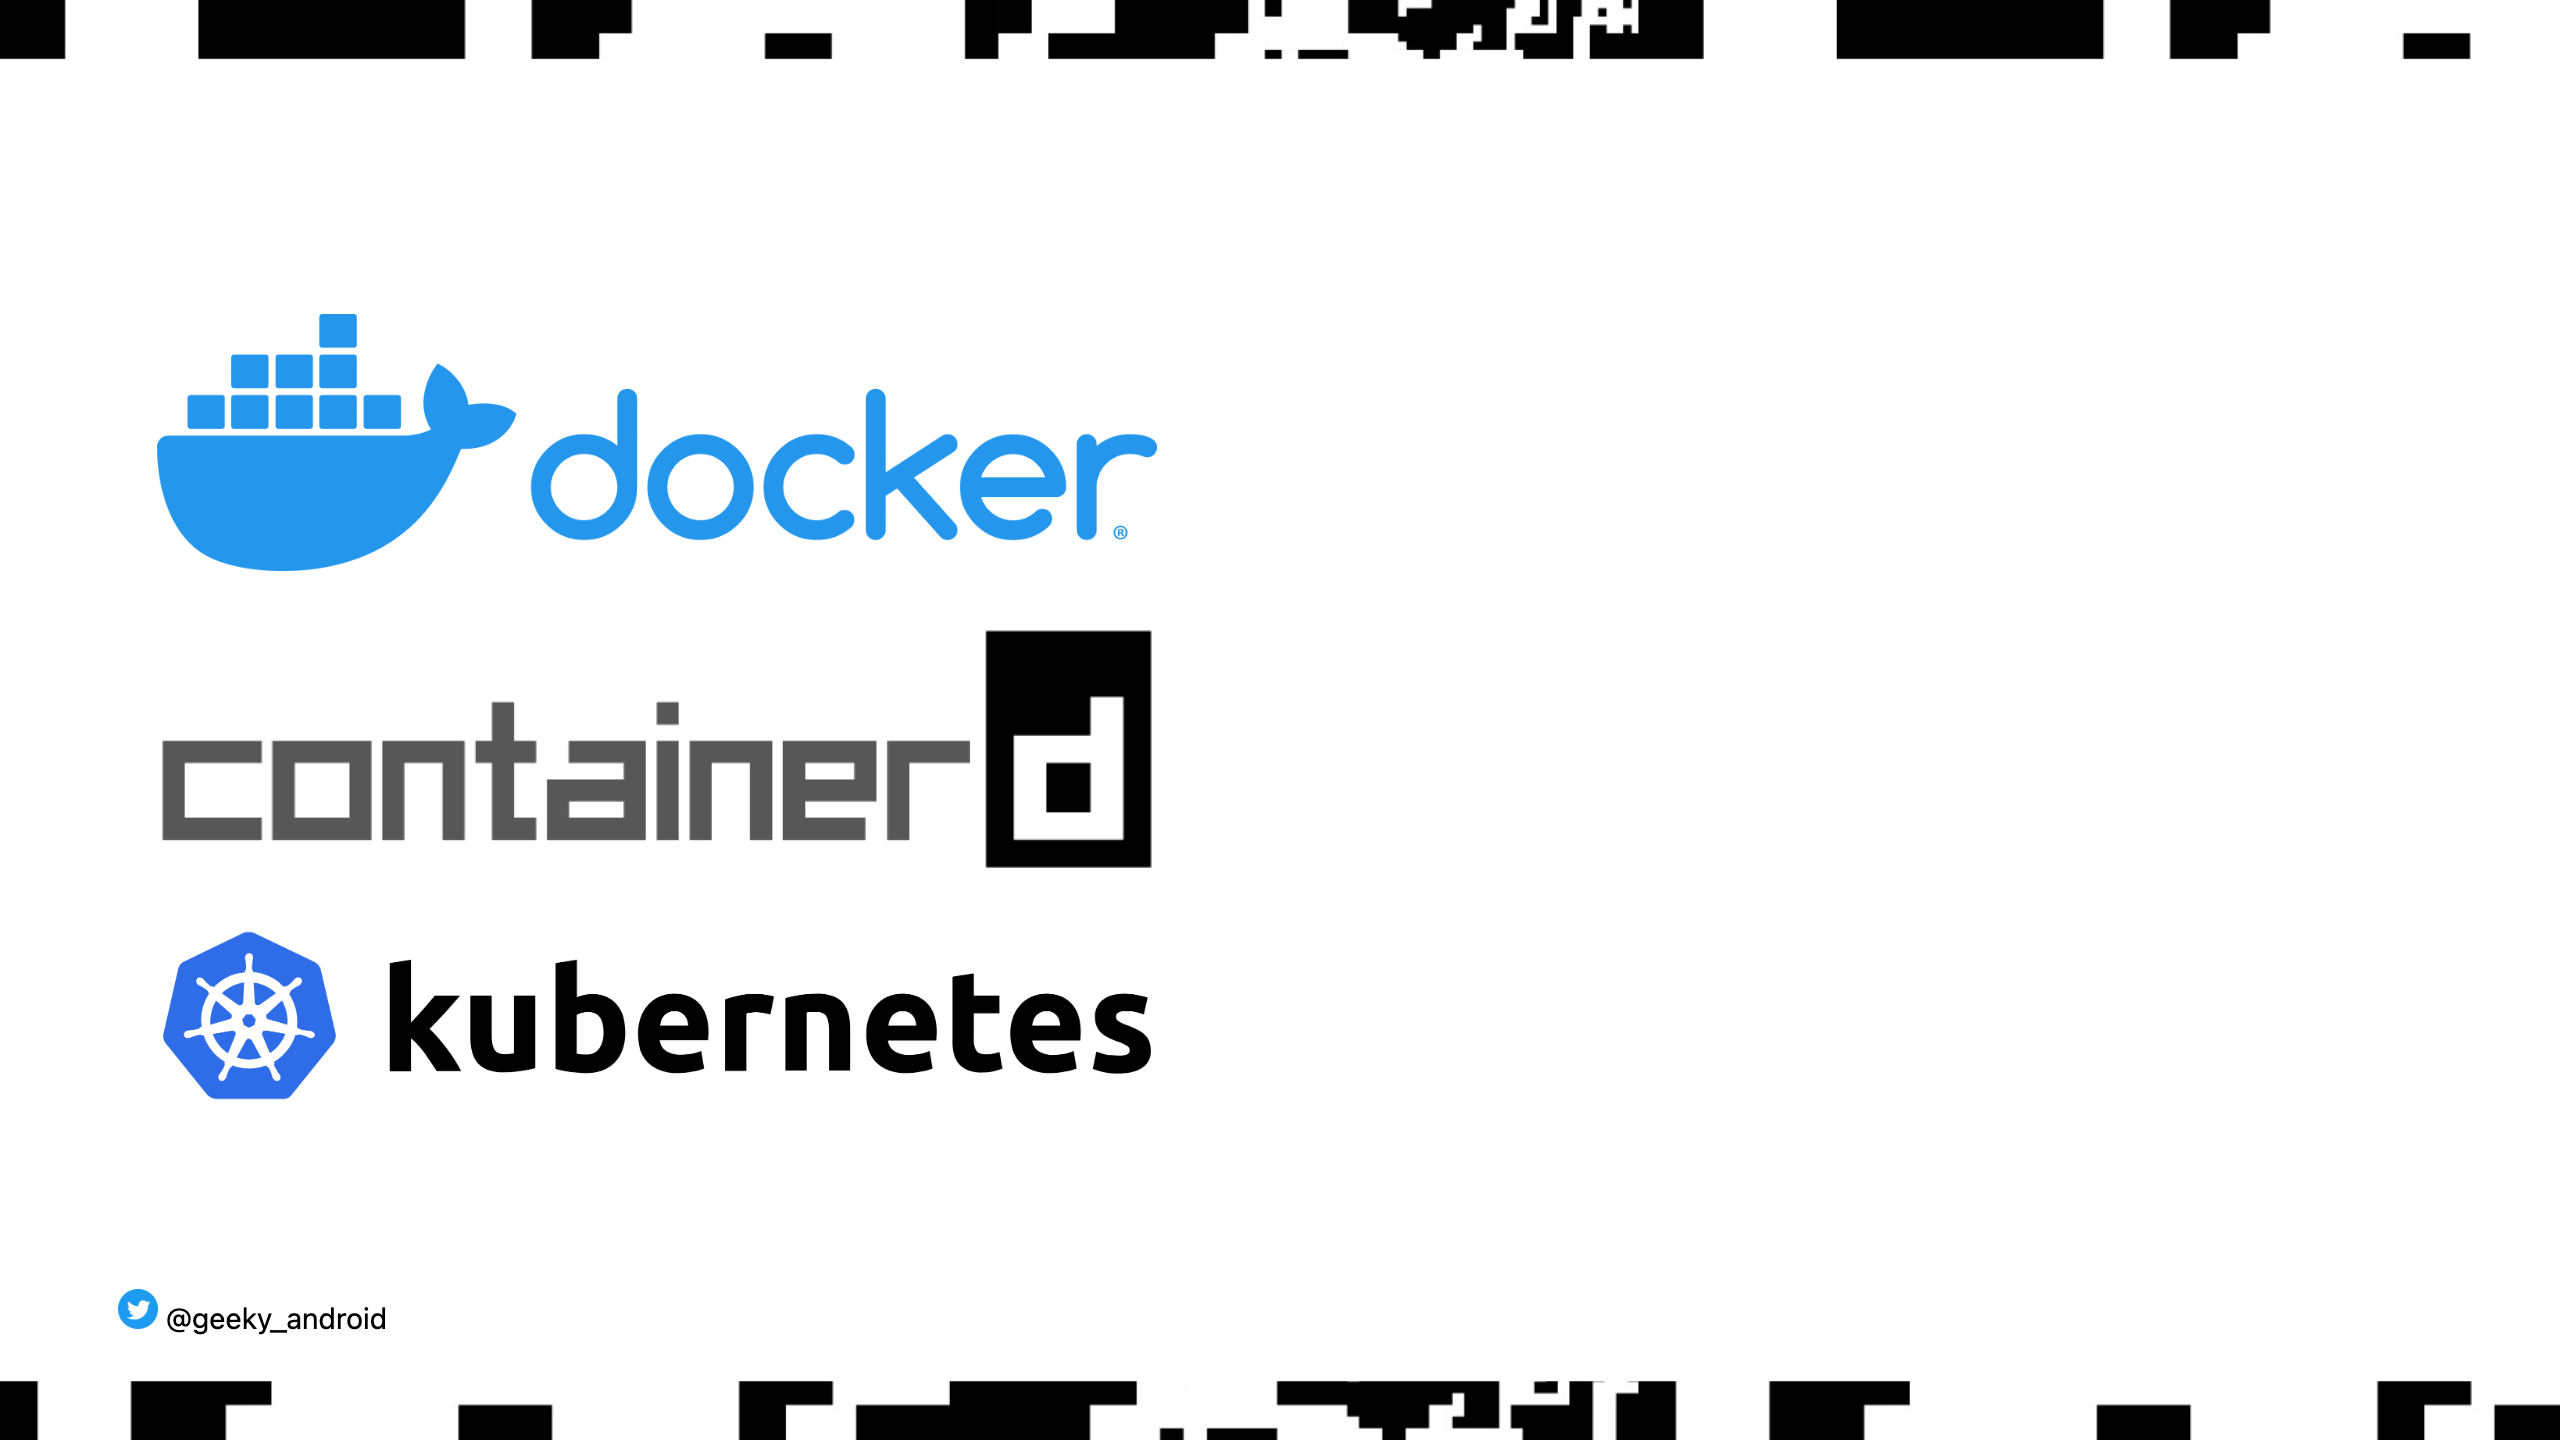 docker®
containerd
kubernetes
@geeky_android